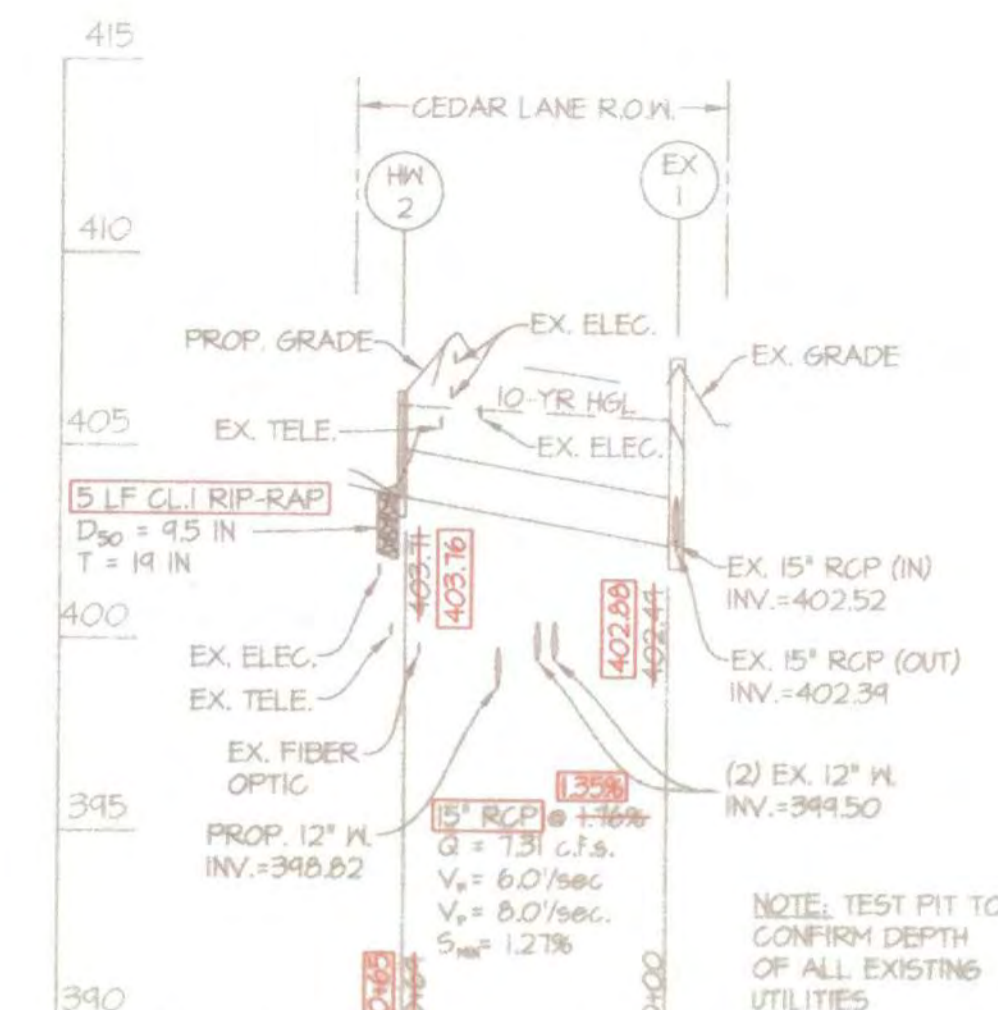 415
CEDAR LANE R.O.W.
HW
2
EX
1
410
PROP. GRADE
EX. ELEC.
EX. GRADE
10-YR HGL
405
EX. TELE.
EX. ELEC.
5 LF CL.I RIP-RAP
D50 = 9.5 IN
T = 19 IN
403.71
403.76
402.88
402.44
EX. 15" RCP (IN)
INV.=402.52
400
EX. ELEC.
EX. 15" RCP (OUT)
INV.=402.39
EX. TELE.
EX. FIBER
OPTIC
(2) EX. 12" W.
INV.=399.50
395
1.35%
15" RCP @ 1.76%
PROP. 12" W.
INV.=398.82
Q = 7.31 c.f.s.
V = 6.0'/sec
V = 8.0'/sec.
SMIN= 1.27%
NOTE: TEST PIT TO
CONFIRM DEPTH
OF ALL EXISTING
UTILITIES
0+65
0+00
390